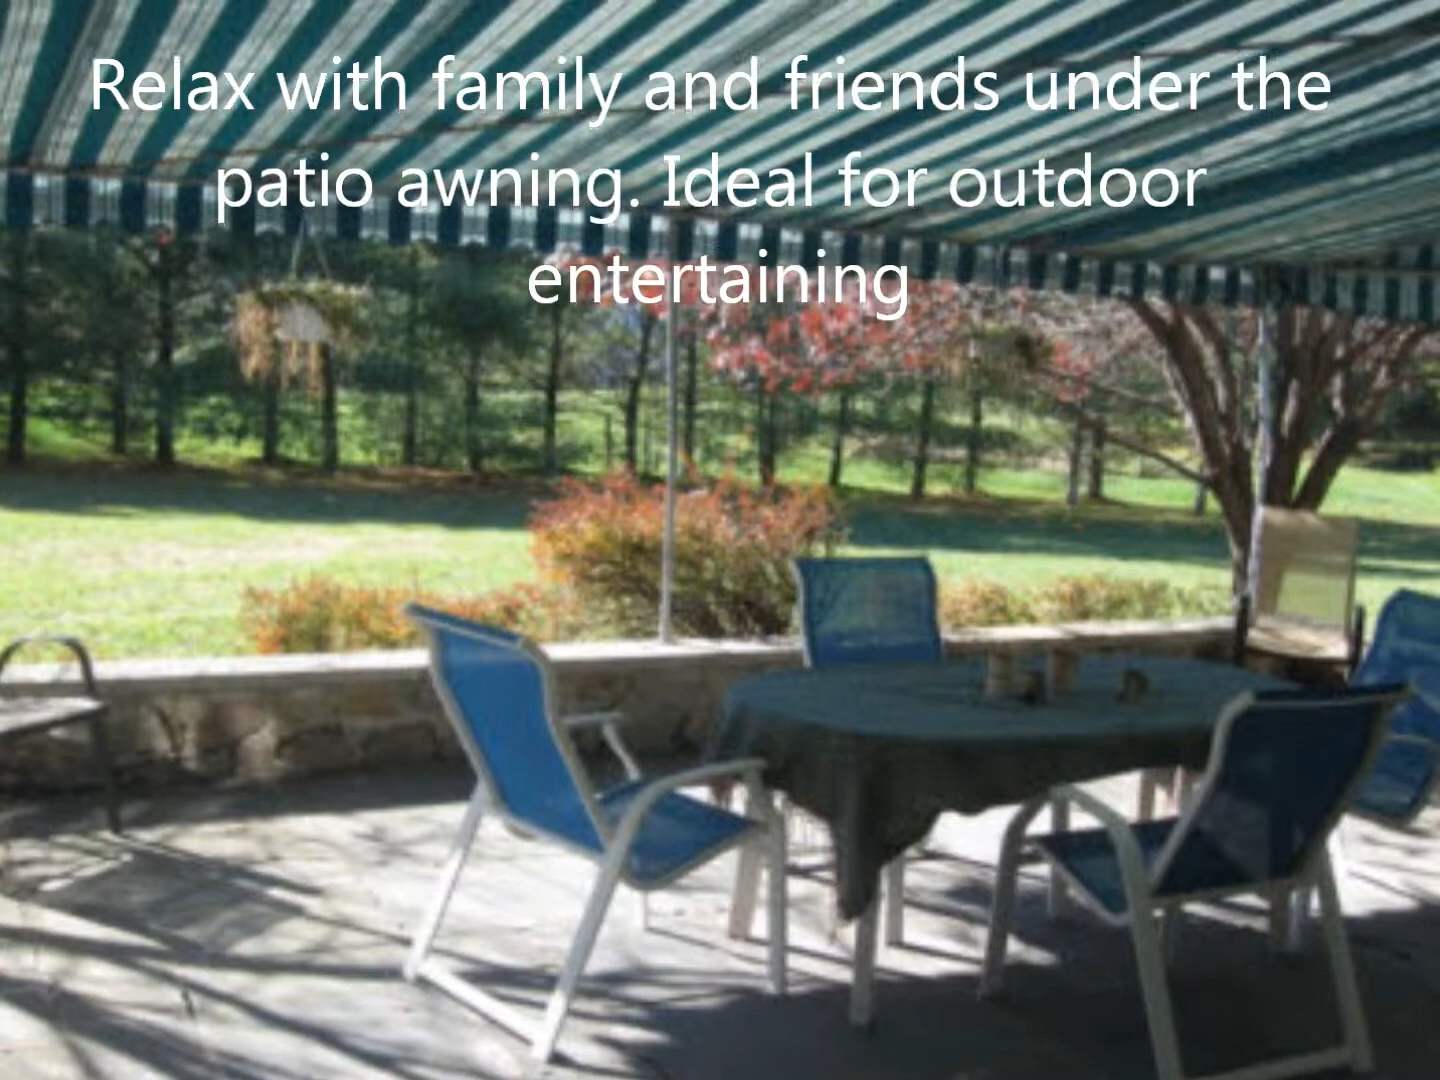 Relax with family and friends under the
patio awning. Ideal for outdoor
entertaining